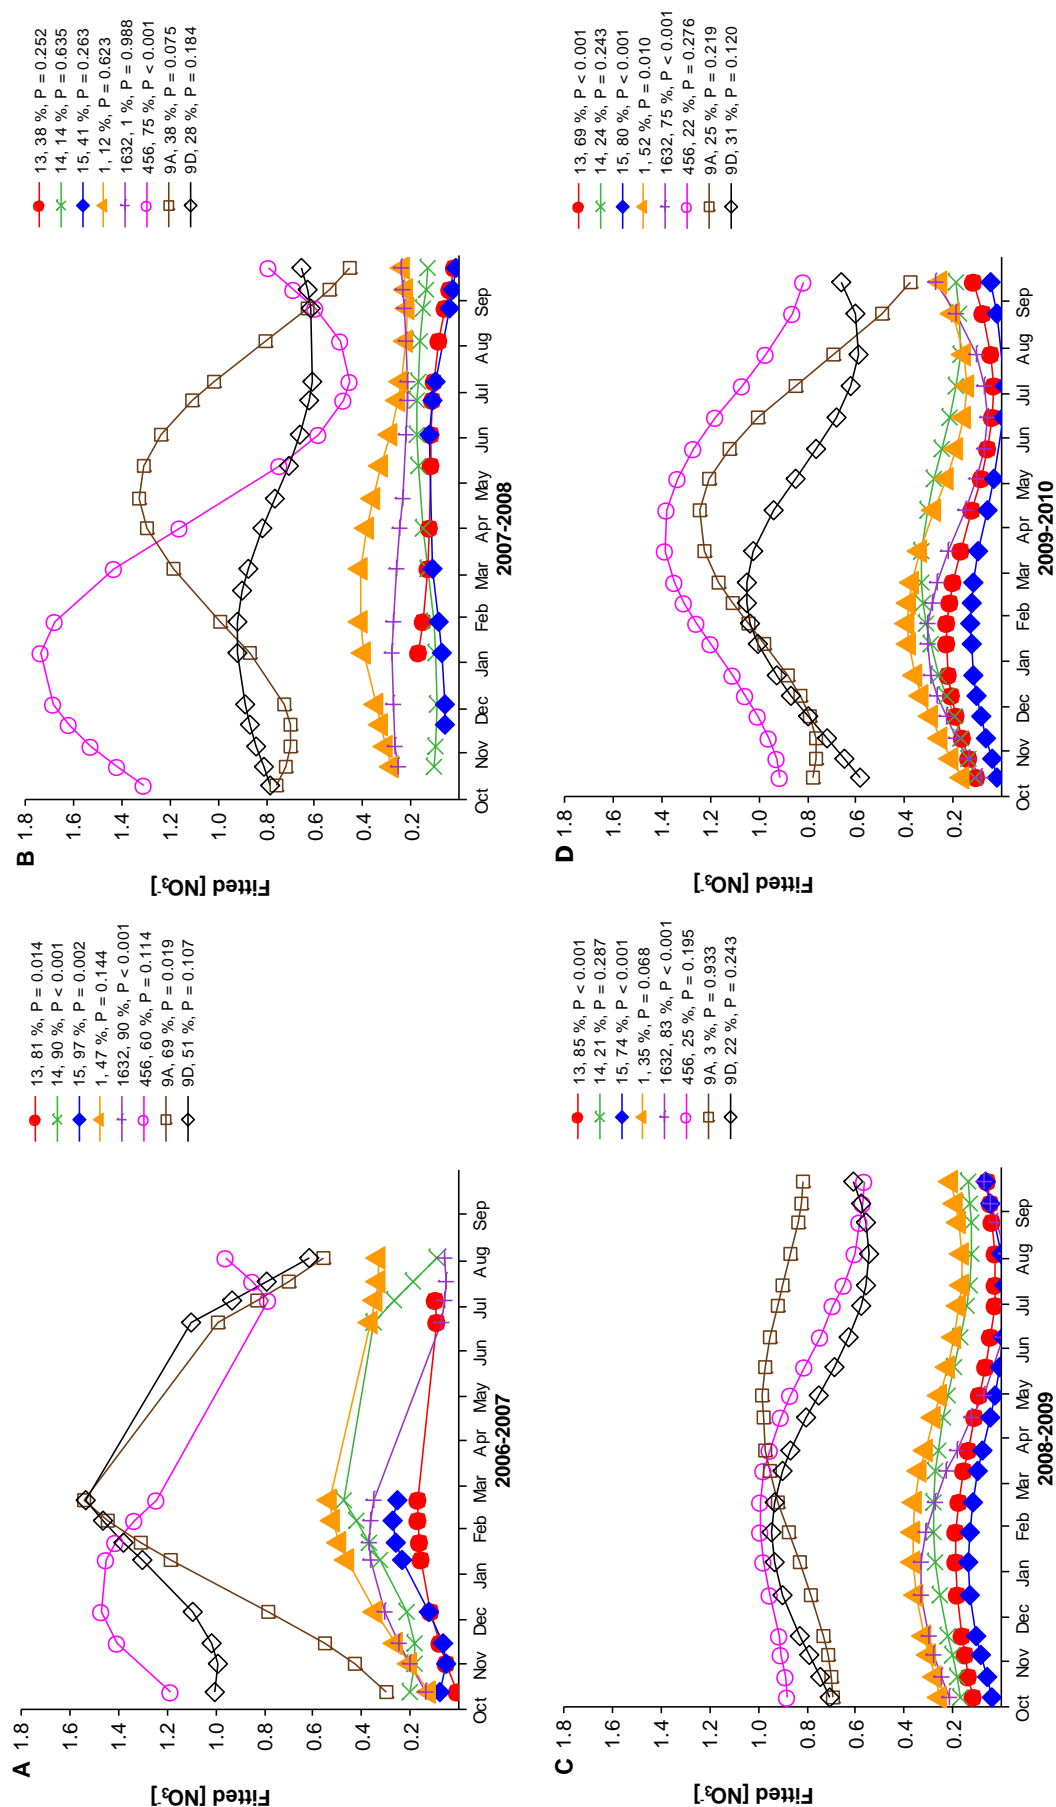 A
Fitted [NO3-]
1.8
1.6
1.4
1.2
1.0
0.8
0.6
0.4
0.2
Oct Nov Dec Jan Feb Mar Apr May Jun Jul Aug Sep
2006-2007
13, 81 %, P = 0.014
14, 90 %, P < 0.001
15, 97 %, P = 0.002
1, 47 %, P = 0.144
1632, 90 %, P < 0.001
456, 60 %, P = 0.114
9A, 69 %, P = 0.019
9D, 51 %, P = 0.107
B
Fitted [NO3-]
1.8
1.6
1.4
1.2
1.0
0.8
0.6
0.4
0.2
Oct Nov Dec Jan Feb Mar Apr May Jun Jul Aug Sep
2007-2008
13, 38 %, P = 0.252
14, 14 %, P = 0.635
15, 41 %, P = 0.263
1, 12 %, P = 0.623
1632, 1 %, P = 0.988
456, 75 %, P < 0.001
9A, 38 %, P = 0.075
9D, 28 %, P = 0.184
C
Fitted [NO3-]
1.8
1.6
1.4
1.2
1.0
0.8
0.6
0.4
0.2
Oct Nov Dec Jan Feb Mar Apr May Jun Jul Aug Sep
2008-2009
13, 85 %, P < 0.001
14, 21 %, P = 0.287
15, 74 %, P < 0.001
1, 35 %, P = 0.068
1632, 83 %, P < 0.001
456, 25 %, P = 0.195
9A, 3 %, P = 0.933
9D, 22 %, P = 0.243
D
Fitted [NO3-]
1.8
1.6
1.4
1.2
1.0
0.8
0.6
0.4
0.2
Oct Nov Dec Jan Feb Mar Apr May Jun Jul Aug Sep
2009-2010
13, 69 %, P < 0.001
14, 24 %, P = 0.243
15, 80 %, P < 0.001
1, 52 %, P = 0.010
1632, 75 %, P < 0.001
456, 22 %, P = 0.276
9A, 25 %, P = 0.219
9D, 31 %, P = 0.120